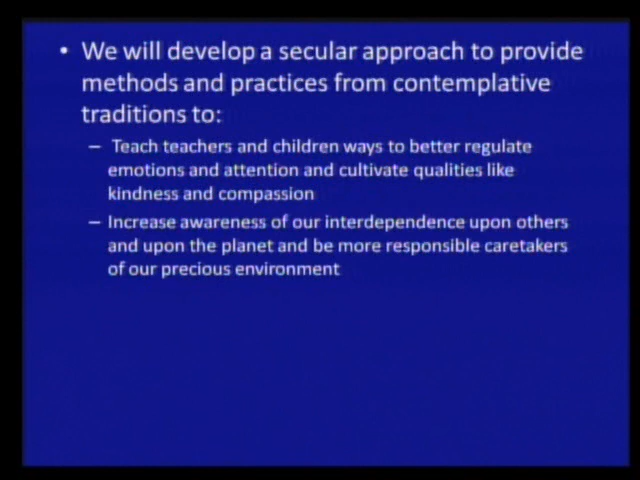 • We will develop a secular approach to provide
methods and practices from contemplative
traditions to:
– Teach teachers and children ways to better regulate
emotions and attention and cultivate qualities like
kindness and compassion
– Increase awareness of our interdependence upon others
and upon the planet and be more responsible caretakers
of our precious environment